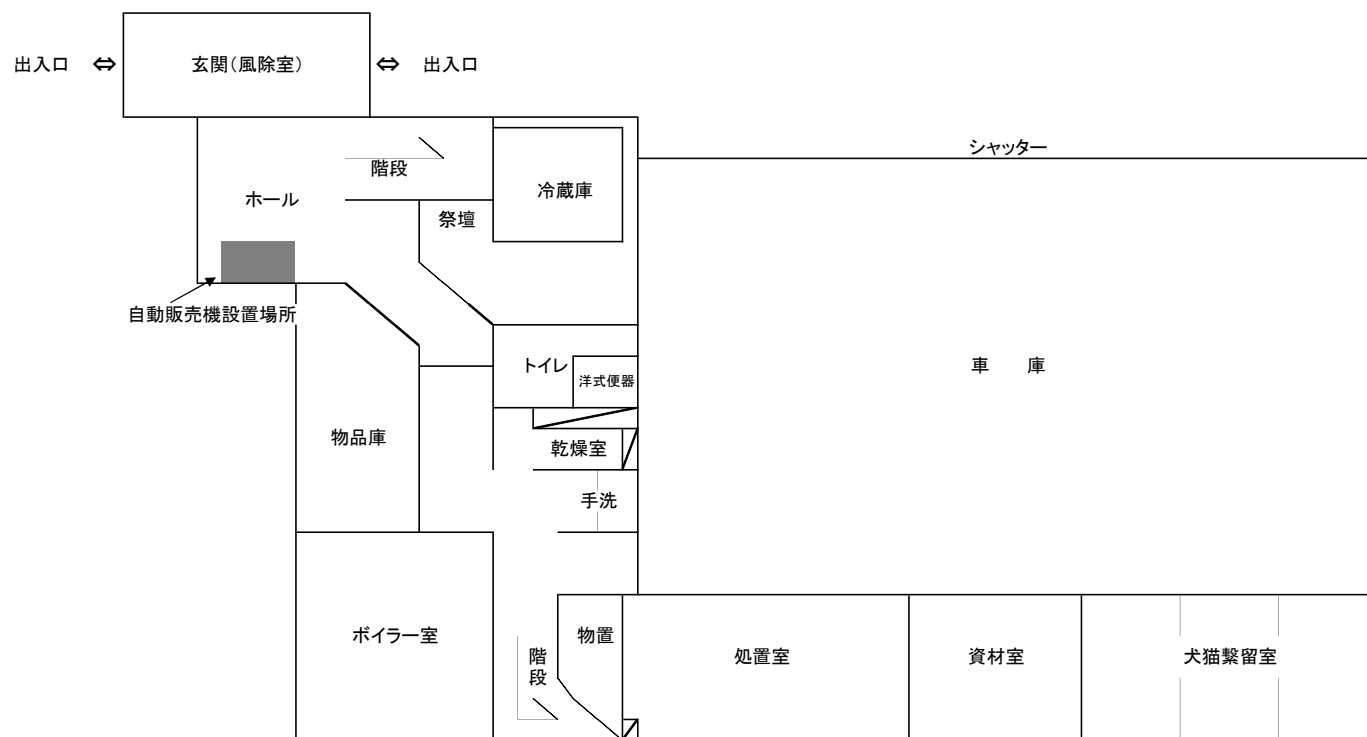 出入口 ⇔ 玄関(風除室) ⇔ 出入口
シャッター
階段
冷蔵庫
ホール
祭壇
自動販売機設置場所
トイレ
洋式便器
車 庫
物品庫
乾燥室
手洗
ボイラー室
物置
階段
処置室
資材室
犬猫繋留室